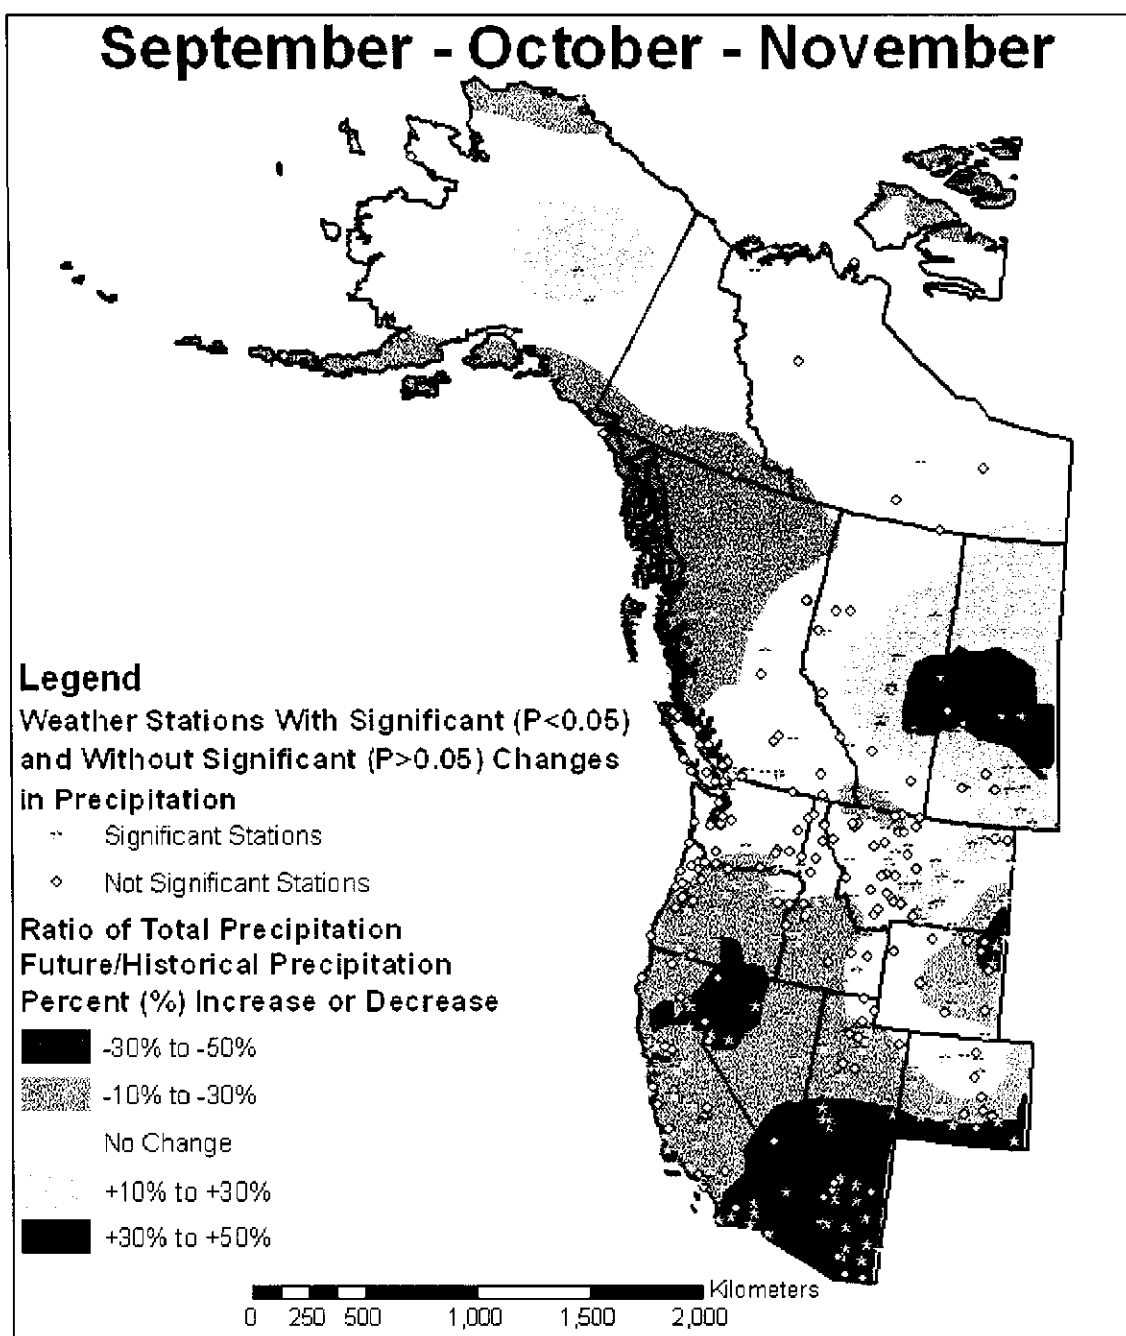 September - October - November
Legend
Weather Stations With Significant (P<0.05)
and Without Significant (P>0.05) Changes
in Precipitation
Significant Stations
Not Significant Stations
Ratio of Total Precipitation
Future/Historical Precipitation
Percent (%) Increase or Decrease
-30% to -50%
-10% to -30%
No Change
+10% to +30%
+30% to +50%
Kilometers
0 250 500 1,000 1,500 2,000